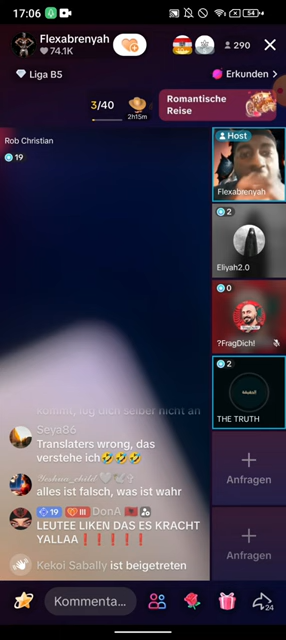 17:06
54
Flexabrenyah
74.1K
290
Liga B5
Erkunden >
3/40
2h15m
Romantische
Reise
Rob Christian
19
Host
Flexabrenyah
2
Eliyah2.0
0
?FragDich!
2
THE TRUTH
Anfragen
Anfragen
kommt, lüg dich selber nicht an
Seya86
Translaters wrong, das
verstehe ich🤣🤣🤣
alles ist falsch, was ist wahr
19 III DonA
LEUTEE LIKEN DAS ES KRACHT
YALLAA❗❗❗❗❗
Kekoi Sabally ist beigetreten
Kommenta...
24